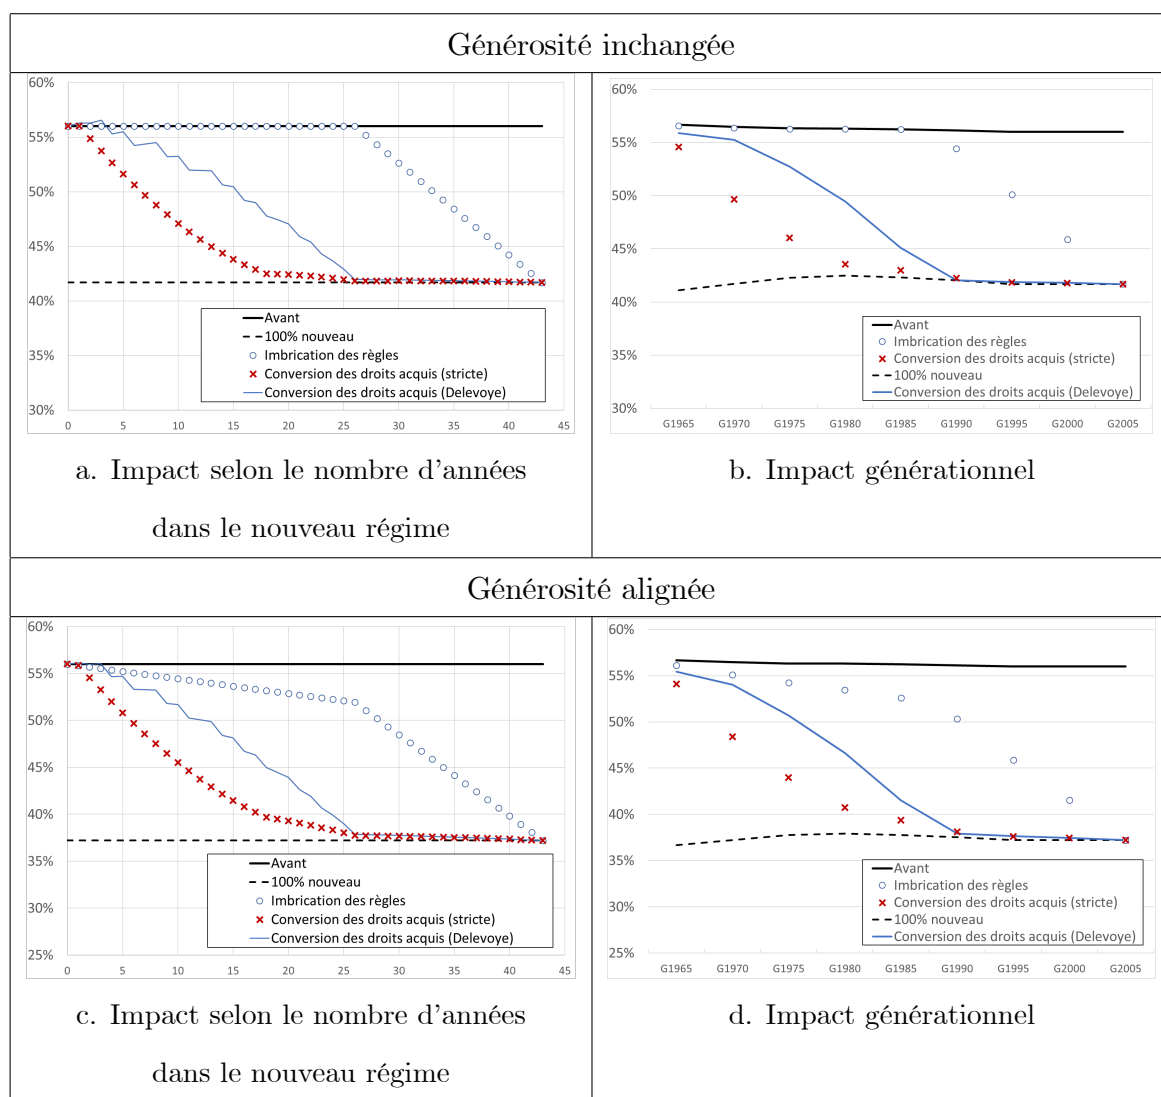 Générosité inchangée
60%
55%
50%
45%
40%
35%
30%
0 5 10 15 20 25 30 35 40 45
Avant
100% nouveau
Imbrication des règles
Conversion des droits acquis (stricte)
Conversion des droits acquis (Delevoye)
a. Impact selon le nombre d'années
dans le nouveau régime
60%
55%
50%
45%
40%
35%
30%
G1965 G1970 G1975 G1980 G1985 G1990 G1995 G2000 G2005
Avant
Imbrication des règles
Conversion des droits acquis (stricte)
100% nouveau
Conversion des droits acquis (Delevoye)
b. Impact générationnel
Générosité alignée
60%
55%
50%
45%
40%
35%
30%
25%
0 5 10 15 20 25 30 35 40 45
Avant
100% nouveau
Imbrication des règles
Conversion des droits acquis (stricte)
Conversion des droits acquis (Delevoye)
c. Impact selon le nombre d'années
dans le nouveau régime
60%
55%
50%
45%
40%
35%
30%
25%
G1965 G1970 G1975 G1980 G1985 G1990 G1995 G2000 G2005
Avant
Imbrication des règles
Conversion des droits acquis (stricte)
100% nouveau
Conversion des droits acquis (Delevoye)
d. Impact générationnel